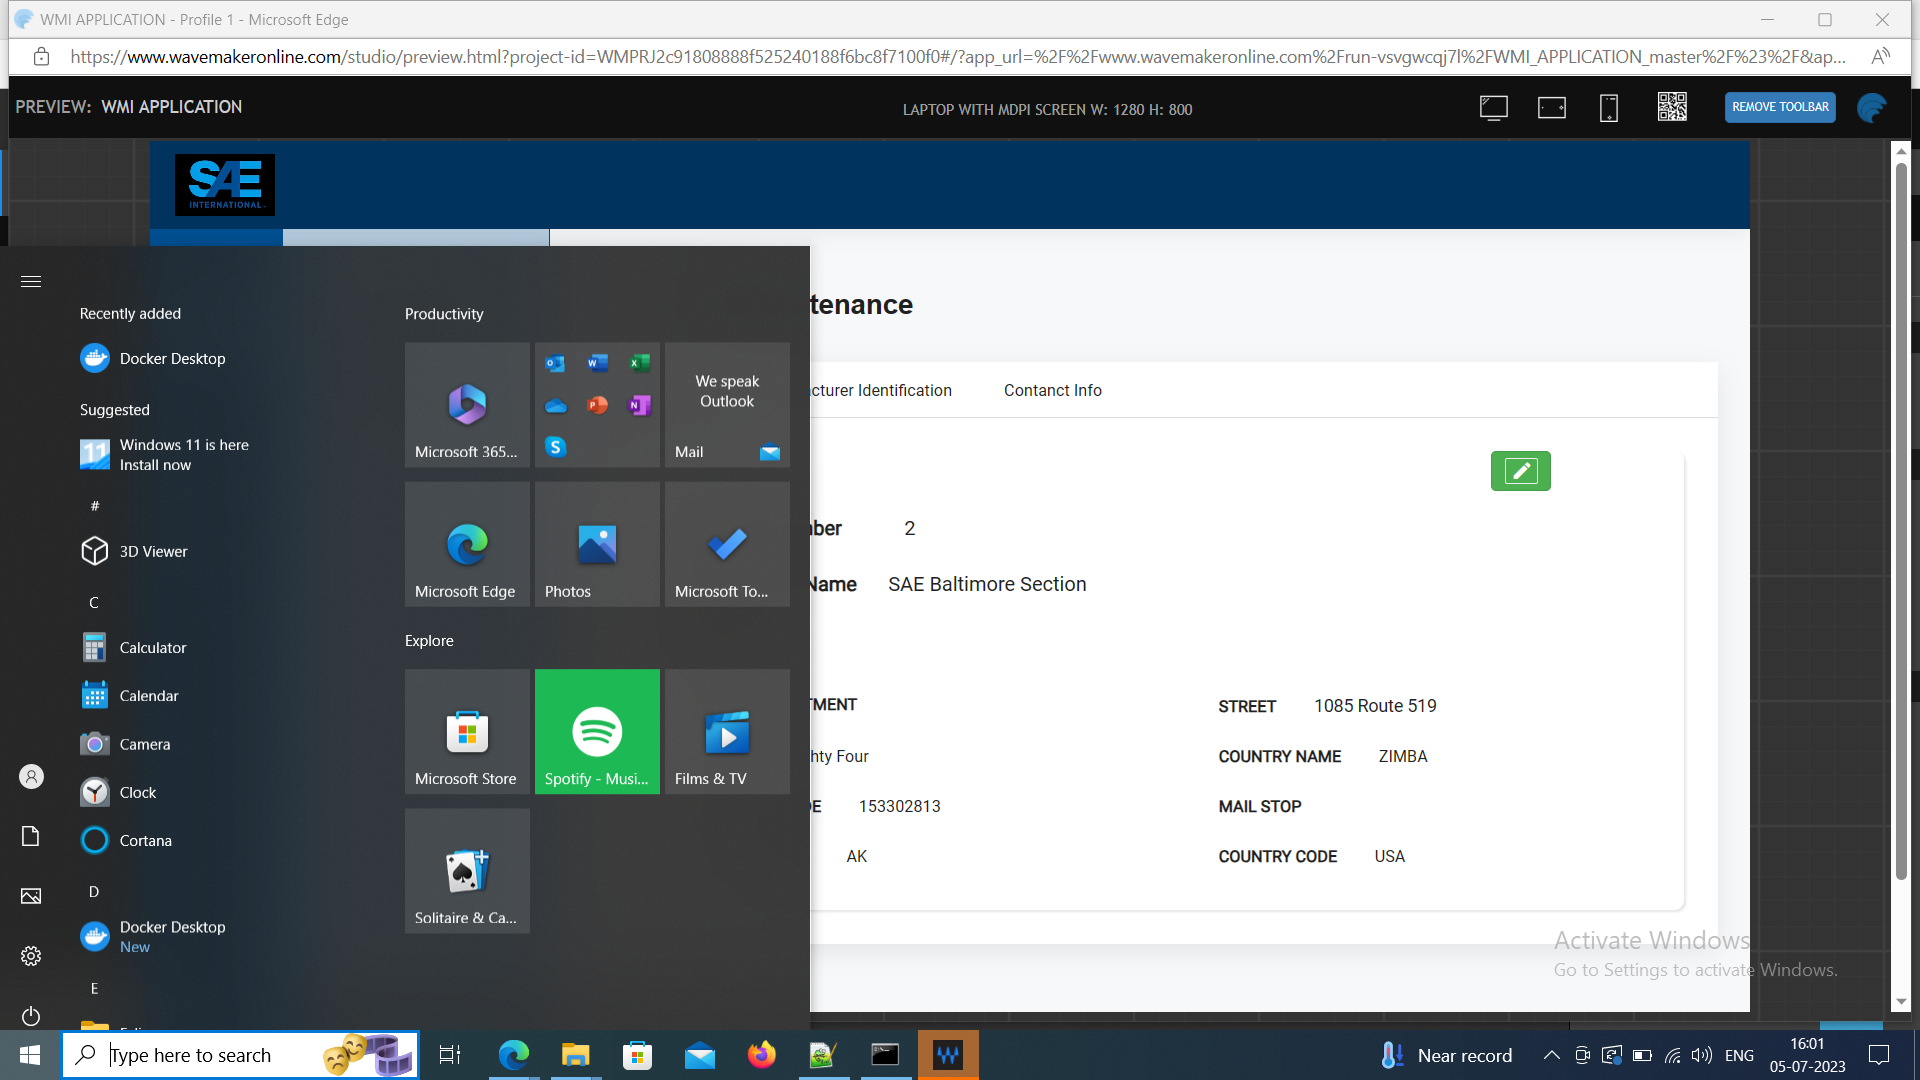 WMI APPLICATION - Profile 1 - Microsoft Edge
https://www.wavemakeronline.com/studio/preview.html?project-id=WMPRJ2c91808888f525240188f6bc8f7100f0#/?app_url=%2F%2Fwww.wavemakeronline.com%2Frun-vsvgwcqj7l%2FWMI_APPLICATION_master%2F%23%2F&ap...
PREVIEW: WMI APPLICATION
LAPTOP WITH MDPI SCREEN W: 1280 H: 800
REMOVE TOOLBAR
SAE
INTERNATIONAL
tenance
cturer Identification
Contanct Info
nber 2
Name SAE Baltimore Section
TMENT
STREET 1085 Route 519
hty Four
COUNTRY NAME ZIMBA
DE 153302813
MAIL STOP
AK
COUNTRY CODE USA
Recently added
Docker Desktop
Suggested
Windows 11 is here
Install now
#
3D Viewer
C
Calculator
Calendar
Camera
Clock
Cortana
D
Docker Desktop
New
E
Productivity
Microsoft 365...
We speak
Outlook
Mail
Microsoft Edge
Photos
Microsoft To...
Explore
Microsoft Store
Spotify - Musi...
Films & TV
Solitaire & Ca...
Activate Windows
Go to Settings to activate Windows.
Type here to search
Near record
ENG
16:01
05-07-2023